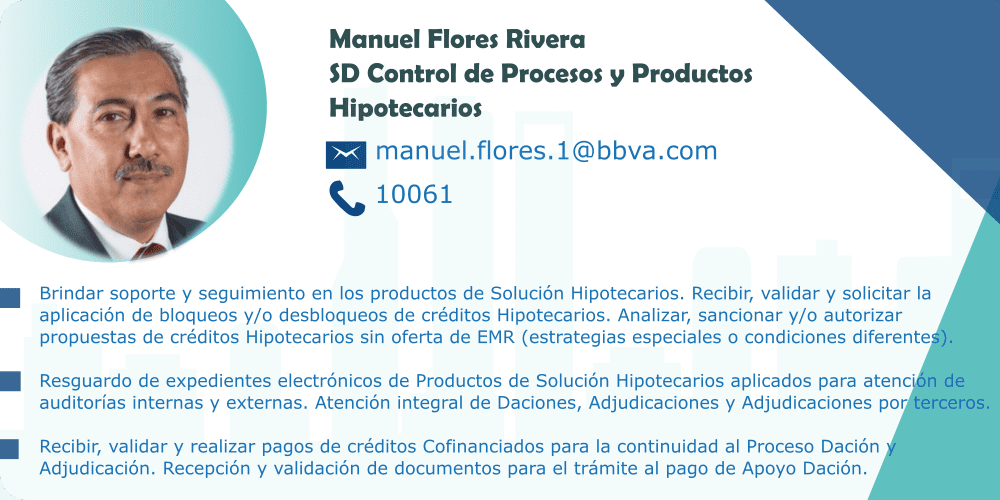 Manuel Flores Rivera
SD Control de Procesos y Productos
Hipotecarios
manuel.flores.1@bbva.com
10061
Brindar soporte y seguimiento en los productos de Solución Hipotecarios. Recibir, validar y solicitar la
aplicación de bloqueos y/o desbloqueos de créditos Hipotecarios. Analizar, sancionar y/o autorizar
propuestas de créditos Hipotecarios sin oferta de EMR (estrategias especiales o condiciones diferentes).
Resguardo de expedientes electrónicos de Productos de Solución Hipotecarios aplicados para atención de
auditorías internas y externas. Atención integral de Daciones, Adjudicaciones y Adjudicaciones por terceros.
Recibir, validar y realizar pagos de créditos Cofinanciados para la continuidad al Proceso Dación y
Adjudicación. Recepción y validación de documentos para el trámite al pago de Apoyo Dación.